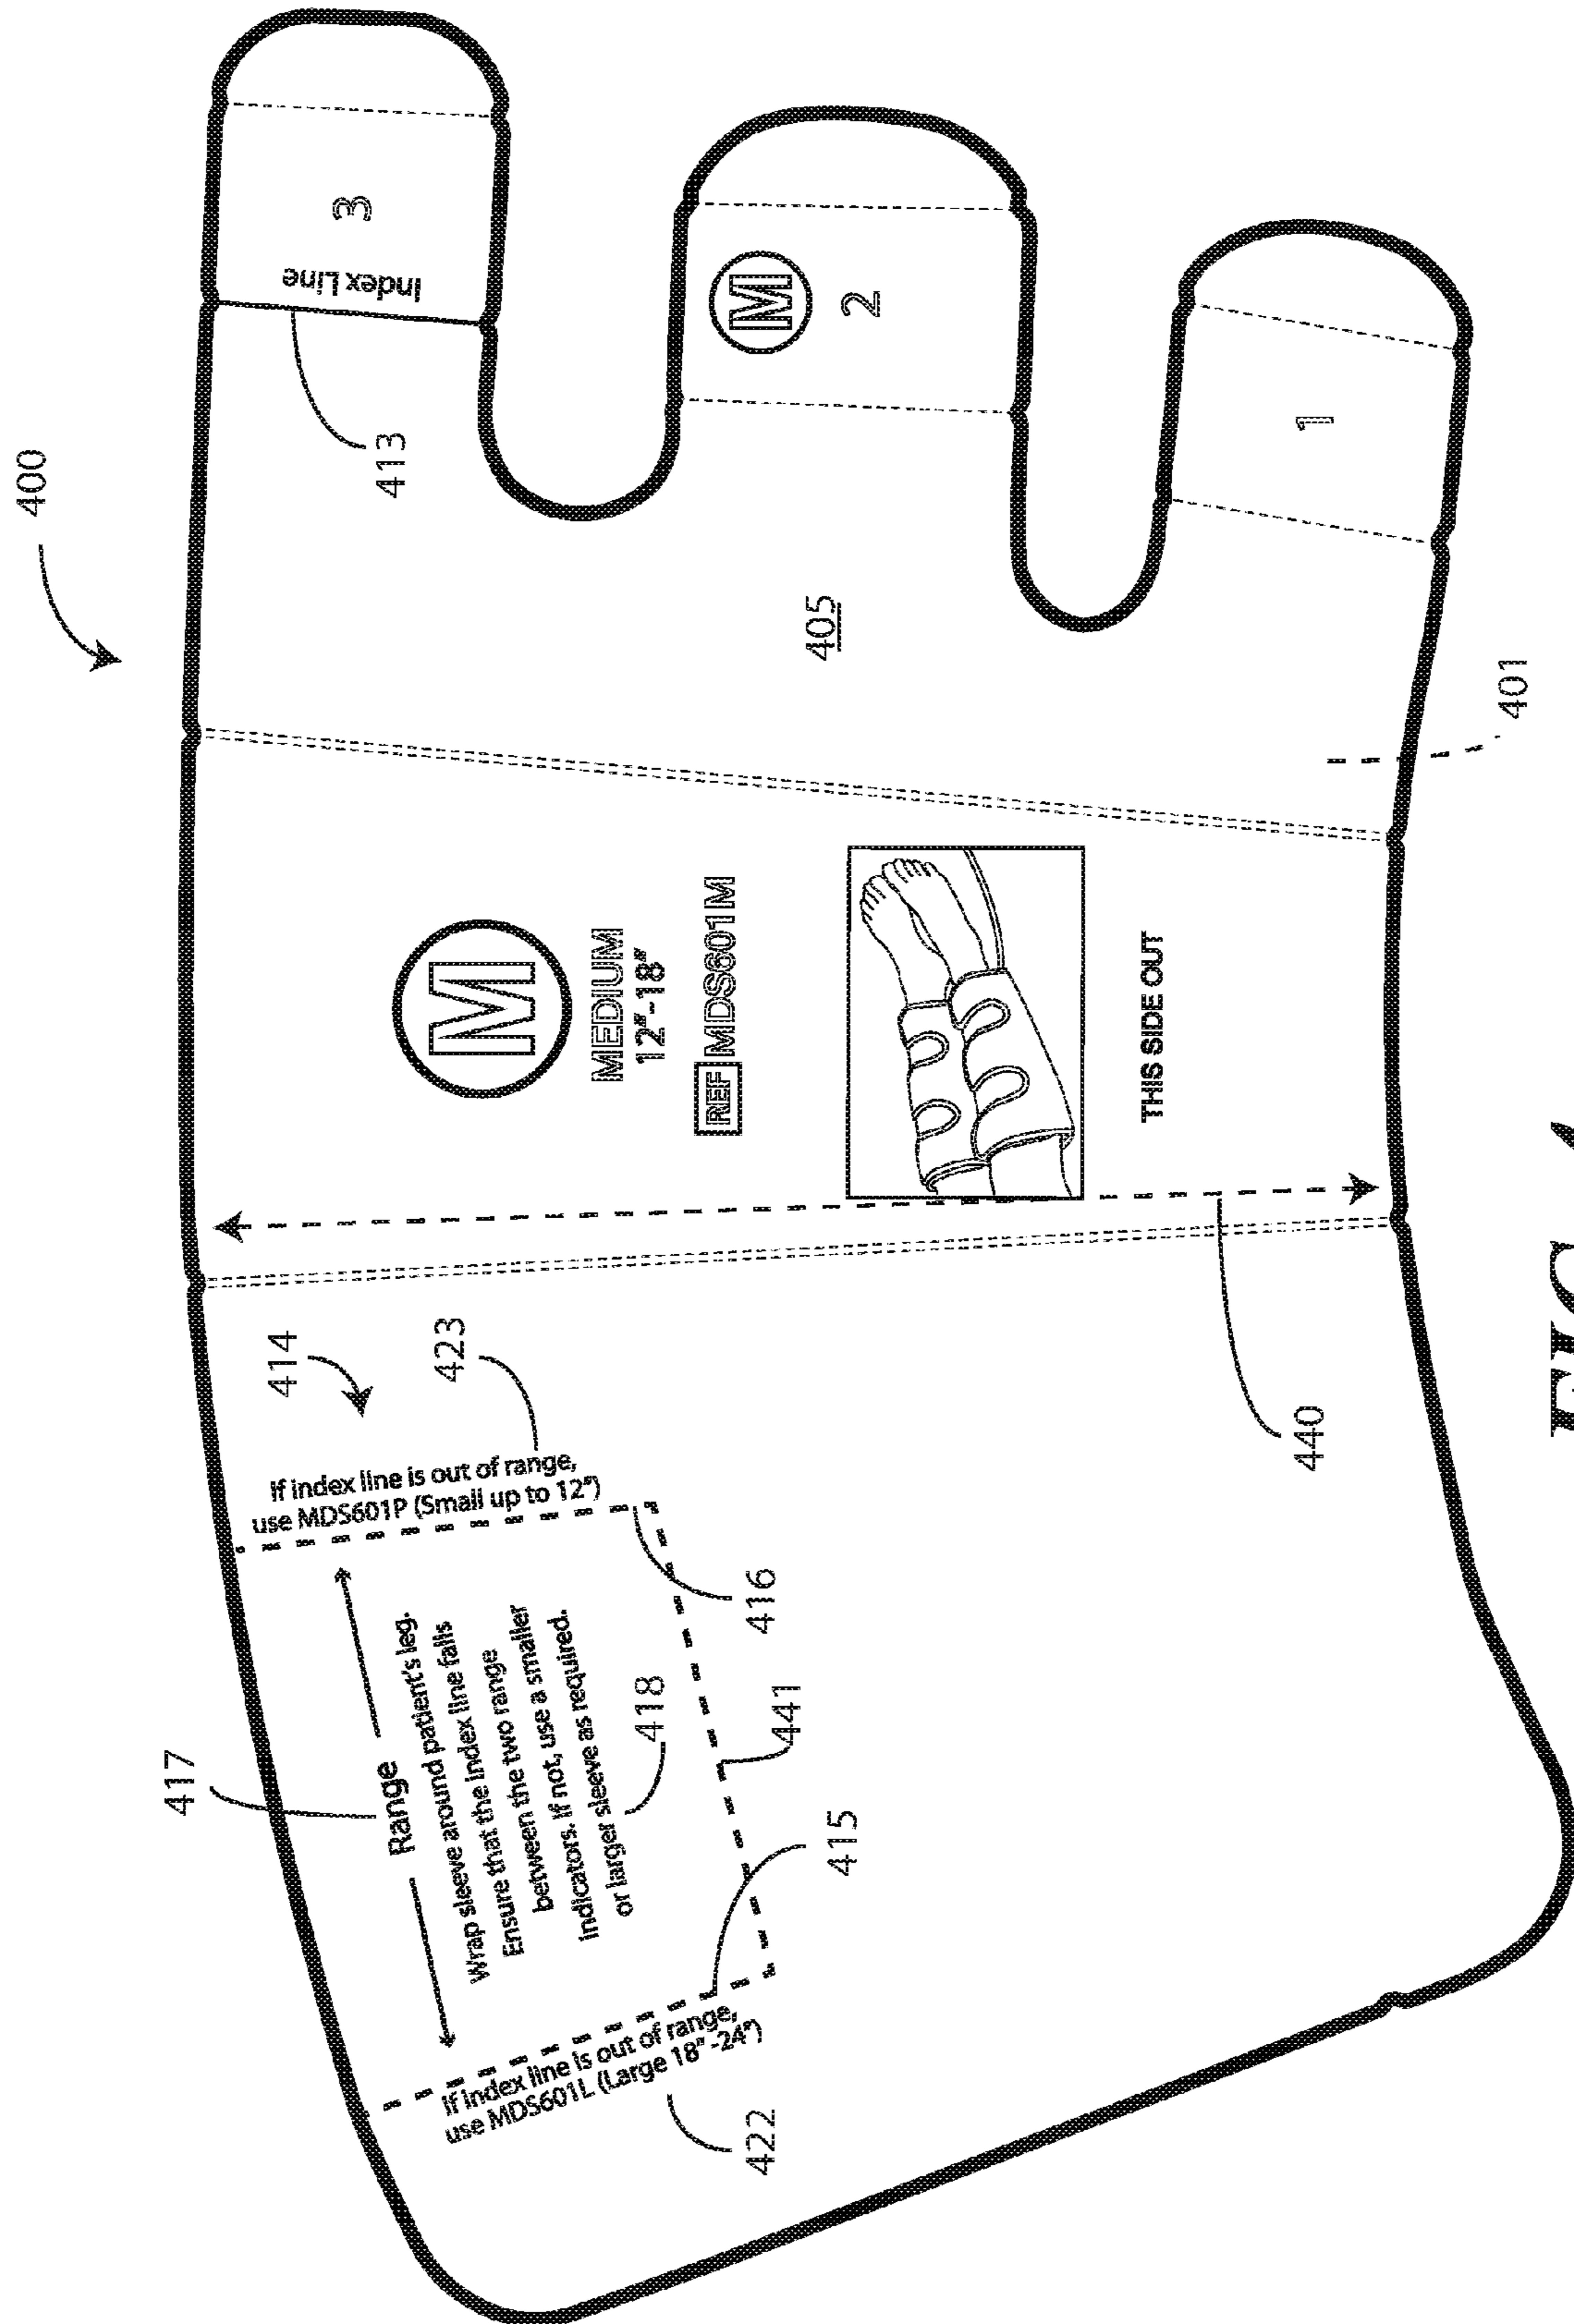 400
3
Index Line
413
M
2
1
405
401
M
MEDIUM
12"-18"
REF MDS601M
THIS SIDE OUT
440
414
423
If index line is out of range,
use MDS601P (Small up to 12")
416
417
Range
Wrap sleeve around patient's leg.
Ensure that the index line falls
between the two range
indicators. If not, use a smaller
or larger sleeve as required.
418
441
415
If index line is out of range,
use MDS601L (Large 18"-24")
422